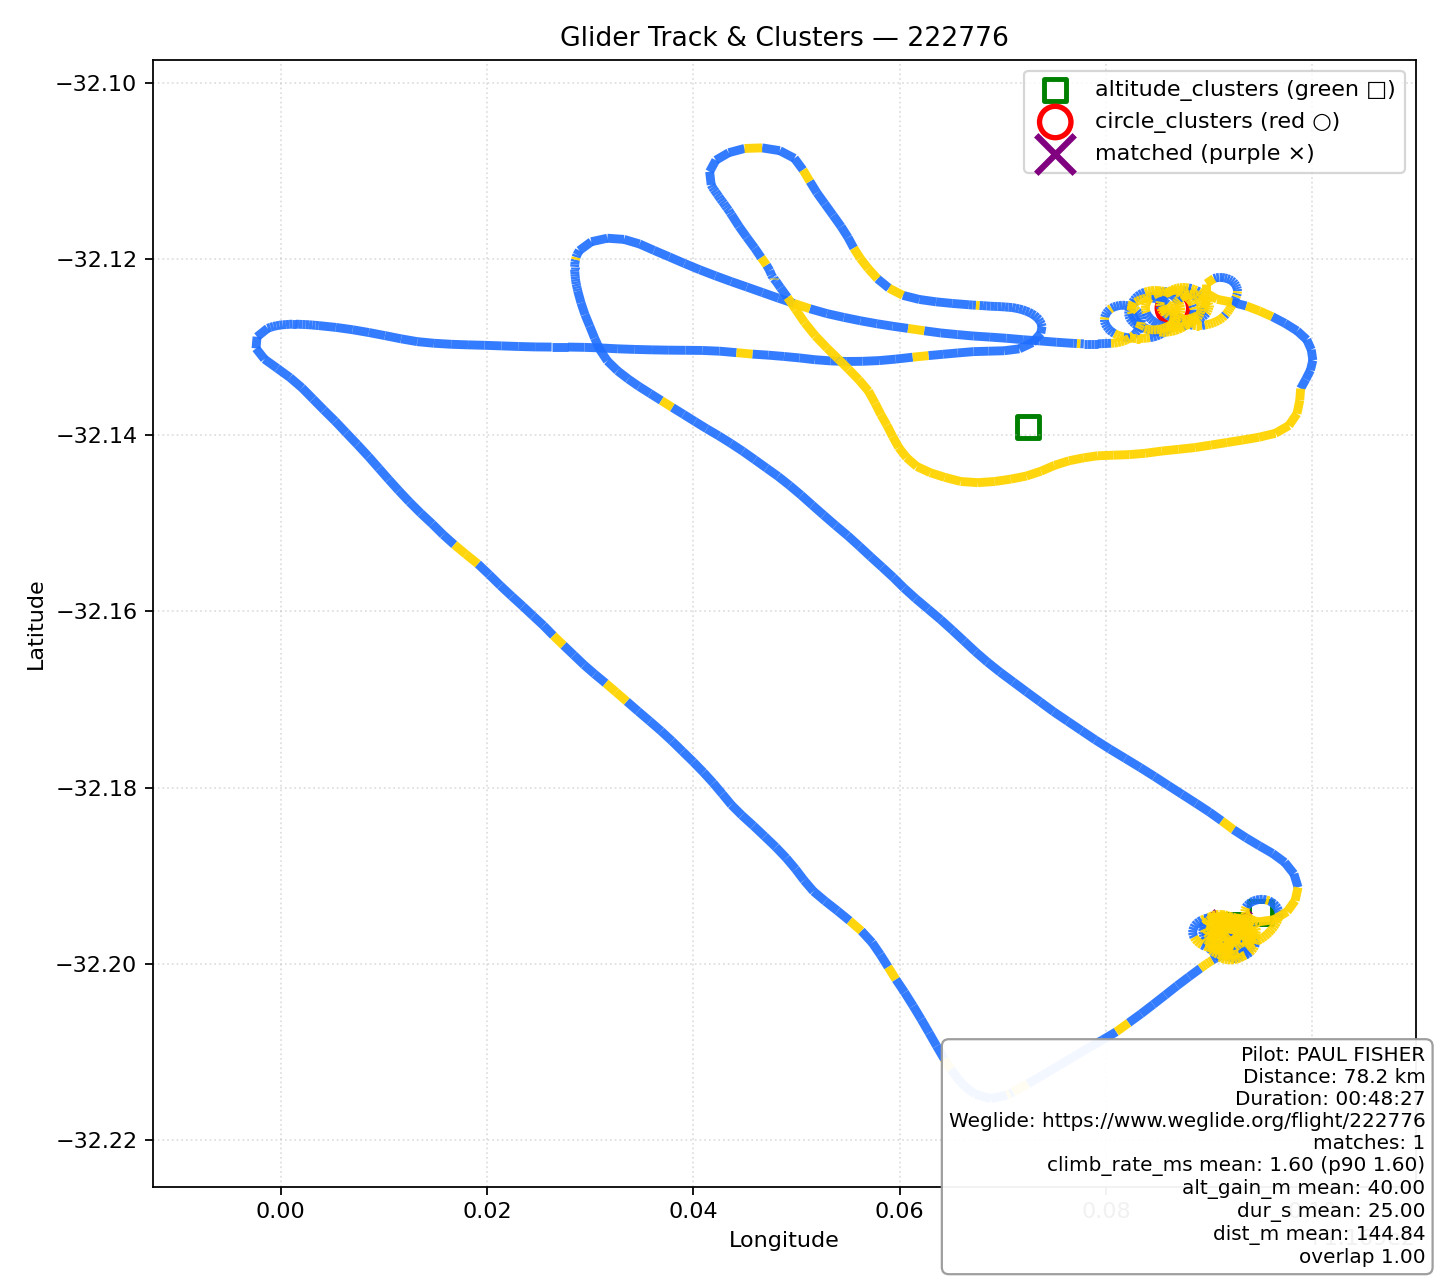 Glider Track & Clusters — 222776
altitude_clusters (green □)
circle_clusters (red ○)
matched (purple ×)
−32.10
−32.12
−32.14
−32.16
−32.18
−32.20
−32.22
Latitude
0.00
0.02
0.04
0.06
0.08
Longitude
Pilot: PAUL FISHER
Distance: 78.2 km
Duration: 00:48:27
Weglide: https://www.weglide.org/flight/222776
matches: 1
climb_rate_ms mean: 1.60 (p90 1.60)
alt_gain_m mean: 40.00
dur_s mean: 25.00
dist_m mean: 144.84
overlap 1.00